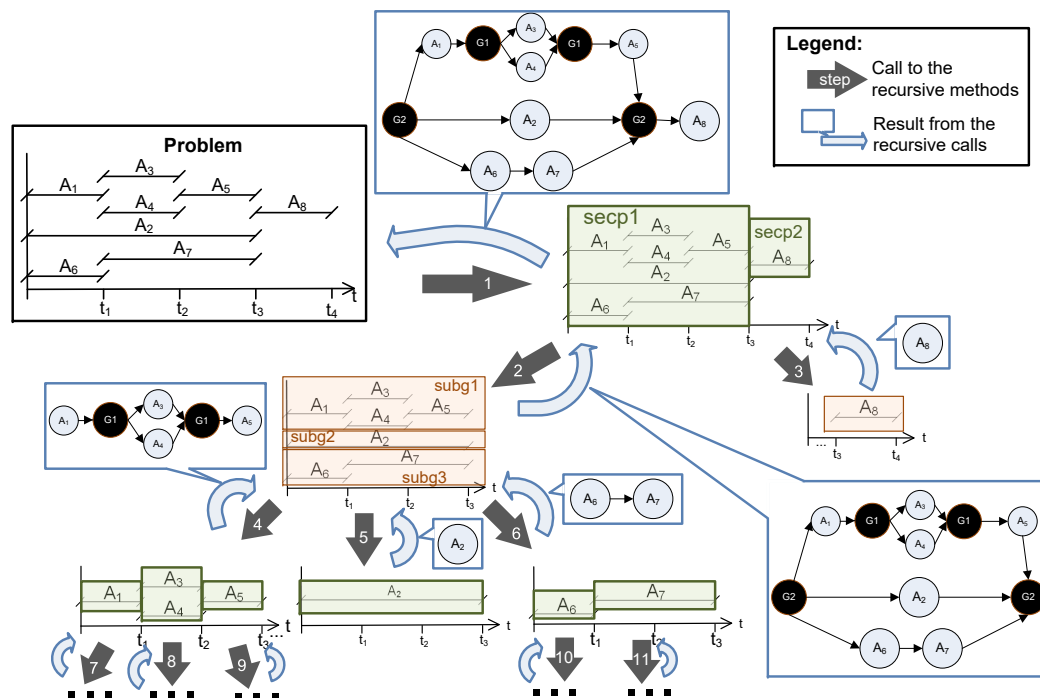 A1
G1
A3
A4
G1
A5
G2
A2
G2
A8
A6
A7
Legend:
step
Call to the
recursive methods
Result from the
recursive calls
Problem
A3
A1
A5
A4
A8
A2
A7
A6
t
t1
t2
t3
t4
1
secp1
secp2
A3
A1
A5
A4
A8
A2
A7
A6
t
t1
t2
t3
t4
2
3
A8
A8
t
...
t3
t4
A1
G1
A3
A4
G1
A5
subg1
A3
A1
A5
A4
subg2
A2
A7
A6
subg3
t
t1
t2
t3
4
5
6
A2
A6
A7
A1
A3
A4
A5
t
t1
t2
t3...
A2
t
t1
t2
t3
A6
A7
t
t1
t2
t3
7
8
9
10
11
A1
G1
A3
A4
G1
A5
G2
A2
G2
A6
A7